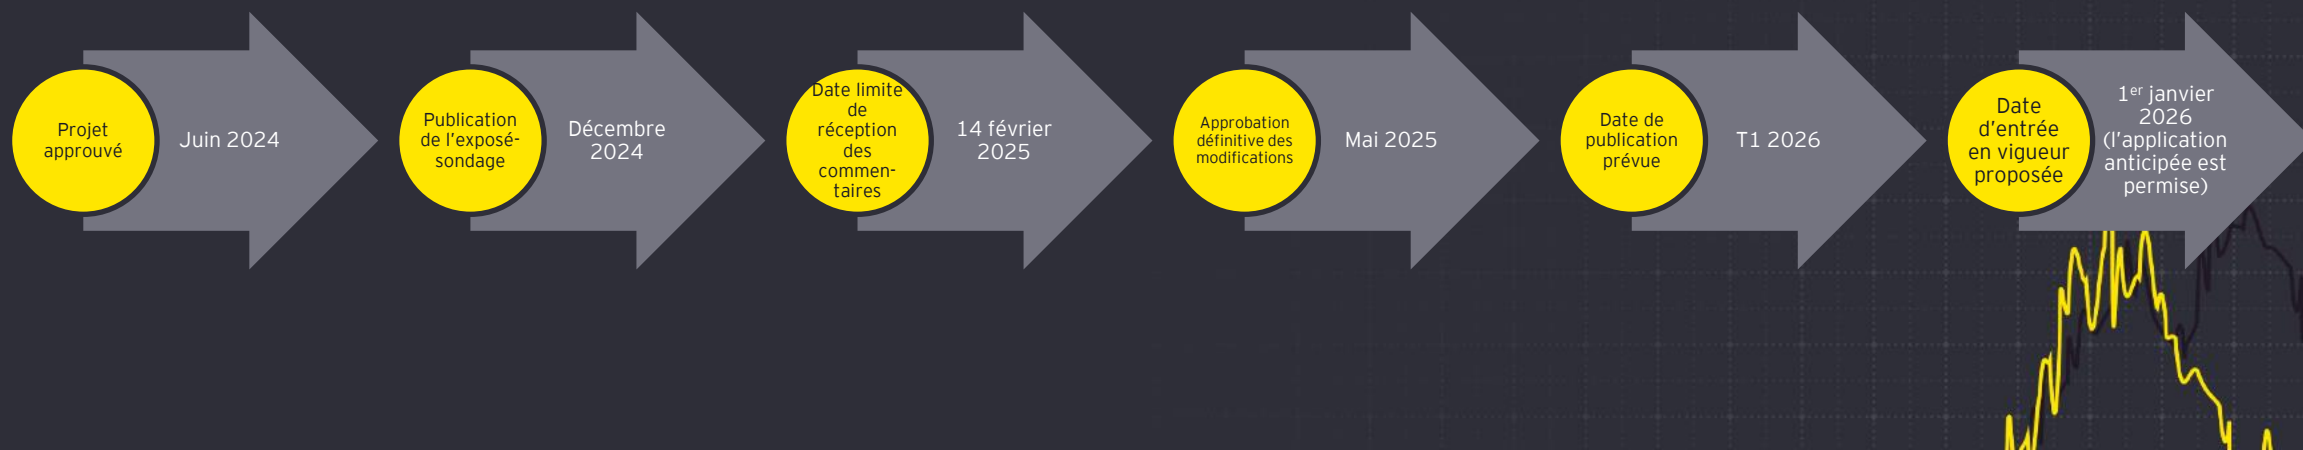 Projet
approuvé
Juin 2024
Publication
de l'exposé-
sondage
Décembre
2024
Date limite
de
réception
des
commen-
taires
14 février
2025
Approbation
définitive des
modifications
Mai 2025
Date de
publication
prévue
T1 2026
Date
d'entrée
en vigueur
proposée
1er janvier
2026
(l'application
anticipée est
permise)